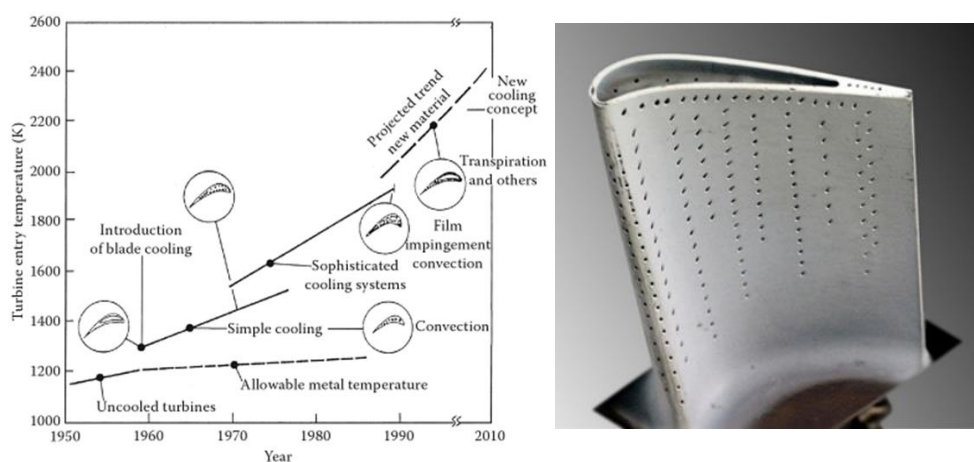 2600
2400
2200
2000
1800
1600
1400
1200
1000
Turbine entry temperature (K)
1950
1960
1970
1980
1990
2010
Year
Introduction
of blade cooling
Projected trend
new material
New
cooling
concept
Transpiration
and others
Film
impingement
convection
Sophisticated
cooling systems
Simple cooling
Convection
Allowable metal temperature
Uncooled turbines